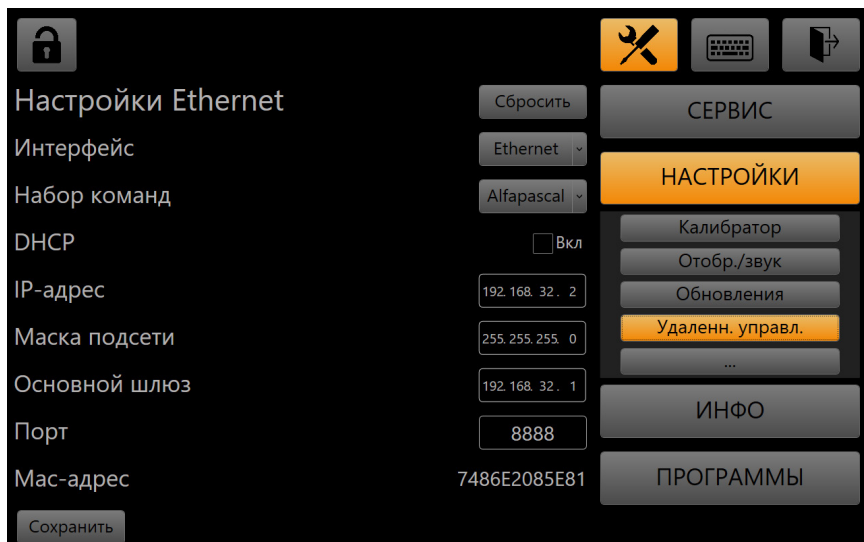 Настройки Ethernet
Сбросить
Интерфейс
Ethernet
Набор команд
Alfapascal
DHCP
Вкл
IP-адрес
192. 168. 32 . 2
Маска подсети
255. 255. 255. 0
Основной шлюз
192. 168. 32 . 1
Порт
8888
Mac-адрес
7486E2085E81
Сохранить
СЕРВИС
НАСТРОЙКИ
Калибратор
Отобр./звук
Обновления
Удаленн. управл.
...
ИНФО
ПРОГРАММЫ